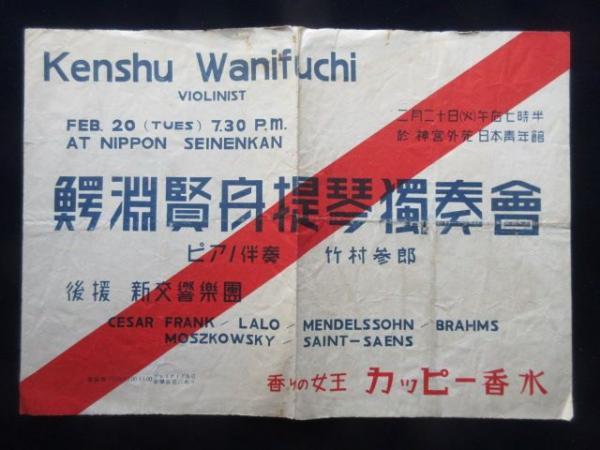 Kenshu Wanifuchi
VIOLINIST
FEB. 20 (TUES) 7.30 P.M.
AT NIPPON SEINENKAN
二月二十日(火)午后七時半
於 神宮外苑 日本青年館
鰐淵賢舟提琴獨奏會
ピアノ伴奏 竹村参郎
後援 新交響樂團
CESAR FRANK - LALO - MENDELSSOHN - BRAHMS
MOSZKOWSKY - SAINT-SAENS
香りの女王 カッピー香水